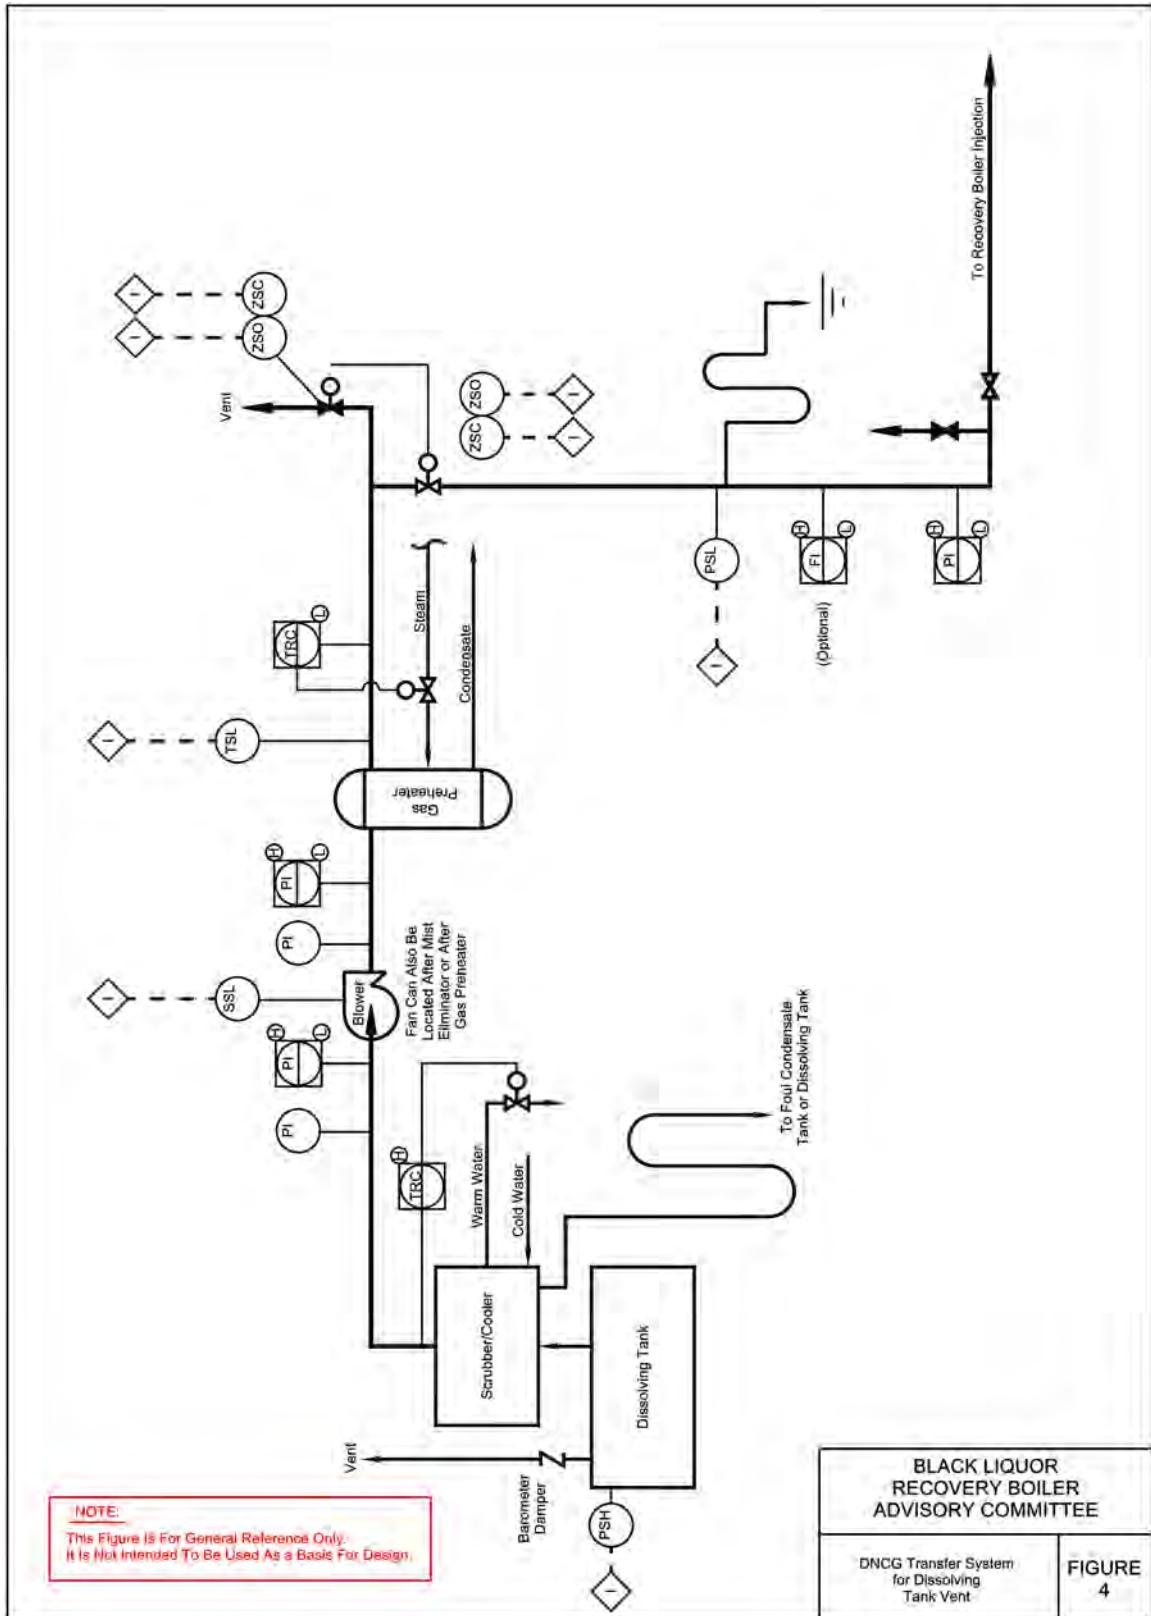 To Recovery Boiler Injection
I
I
ZSC
ZSO
Vent
ZSO
ZSC
I
I
PSL
I
H
FI
L
(Optional)
H
PI
L
TRC
L
Steam
Condensate
I
TSL
Gas
Preheater
H
PI
L
PI
I
SSL
Blower
Fan Can Also Be
Located After Mist
Eliminator or After
Gas Preheater
H
PI
L
PI
H
TRC
Warm Water
Cold Water
To Foul Condensate
Tank or Dissolving Tank
Scrubber/Cooler
Dissolving Tank
Vent
Barometer
Damper
PSH
I
NOTE:
This Figure Is For General Reference Only.
It Is Not Intended To Be Used As a Basis For Design.
BLACK LIQUOR
RECOVERY BOILER
ADVISORY COMMITTEE
DNCG Transfer System
for Dissolving
Tank Vent
FIGURE
4